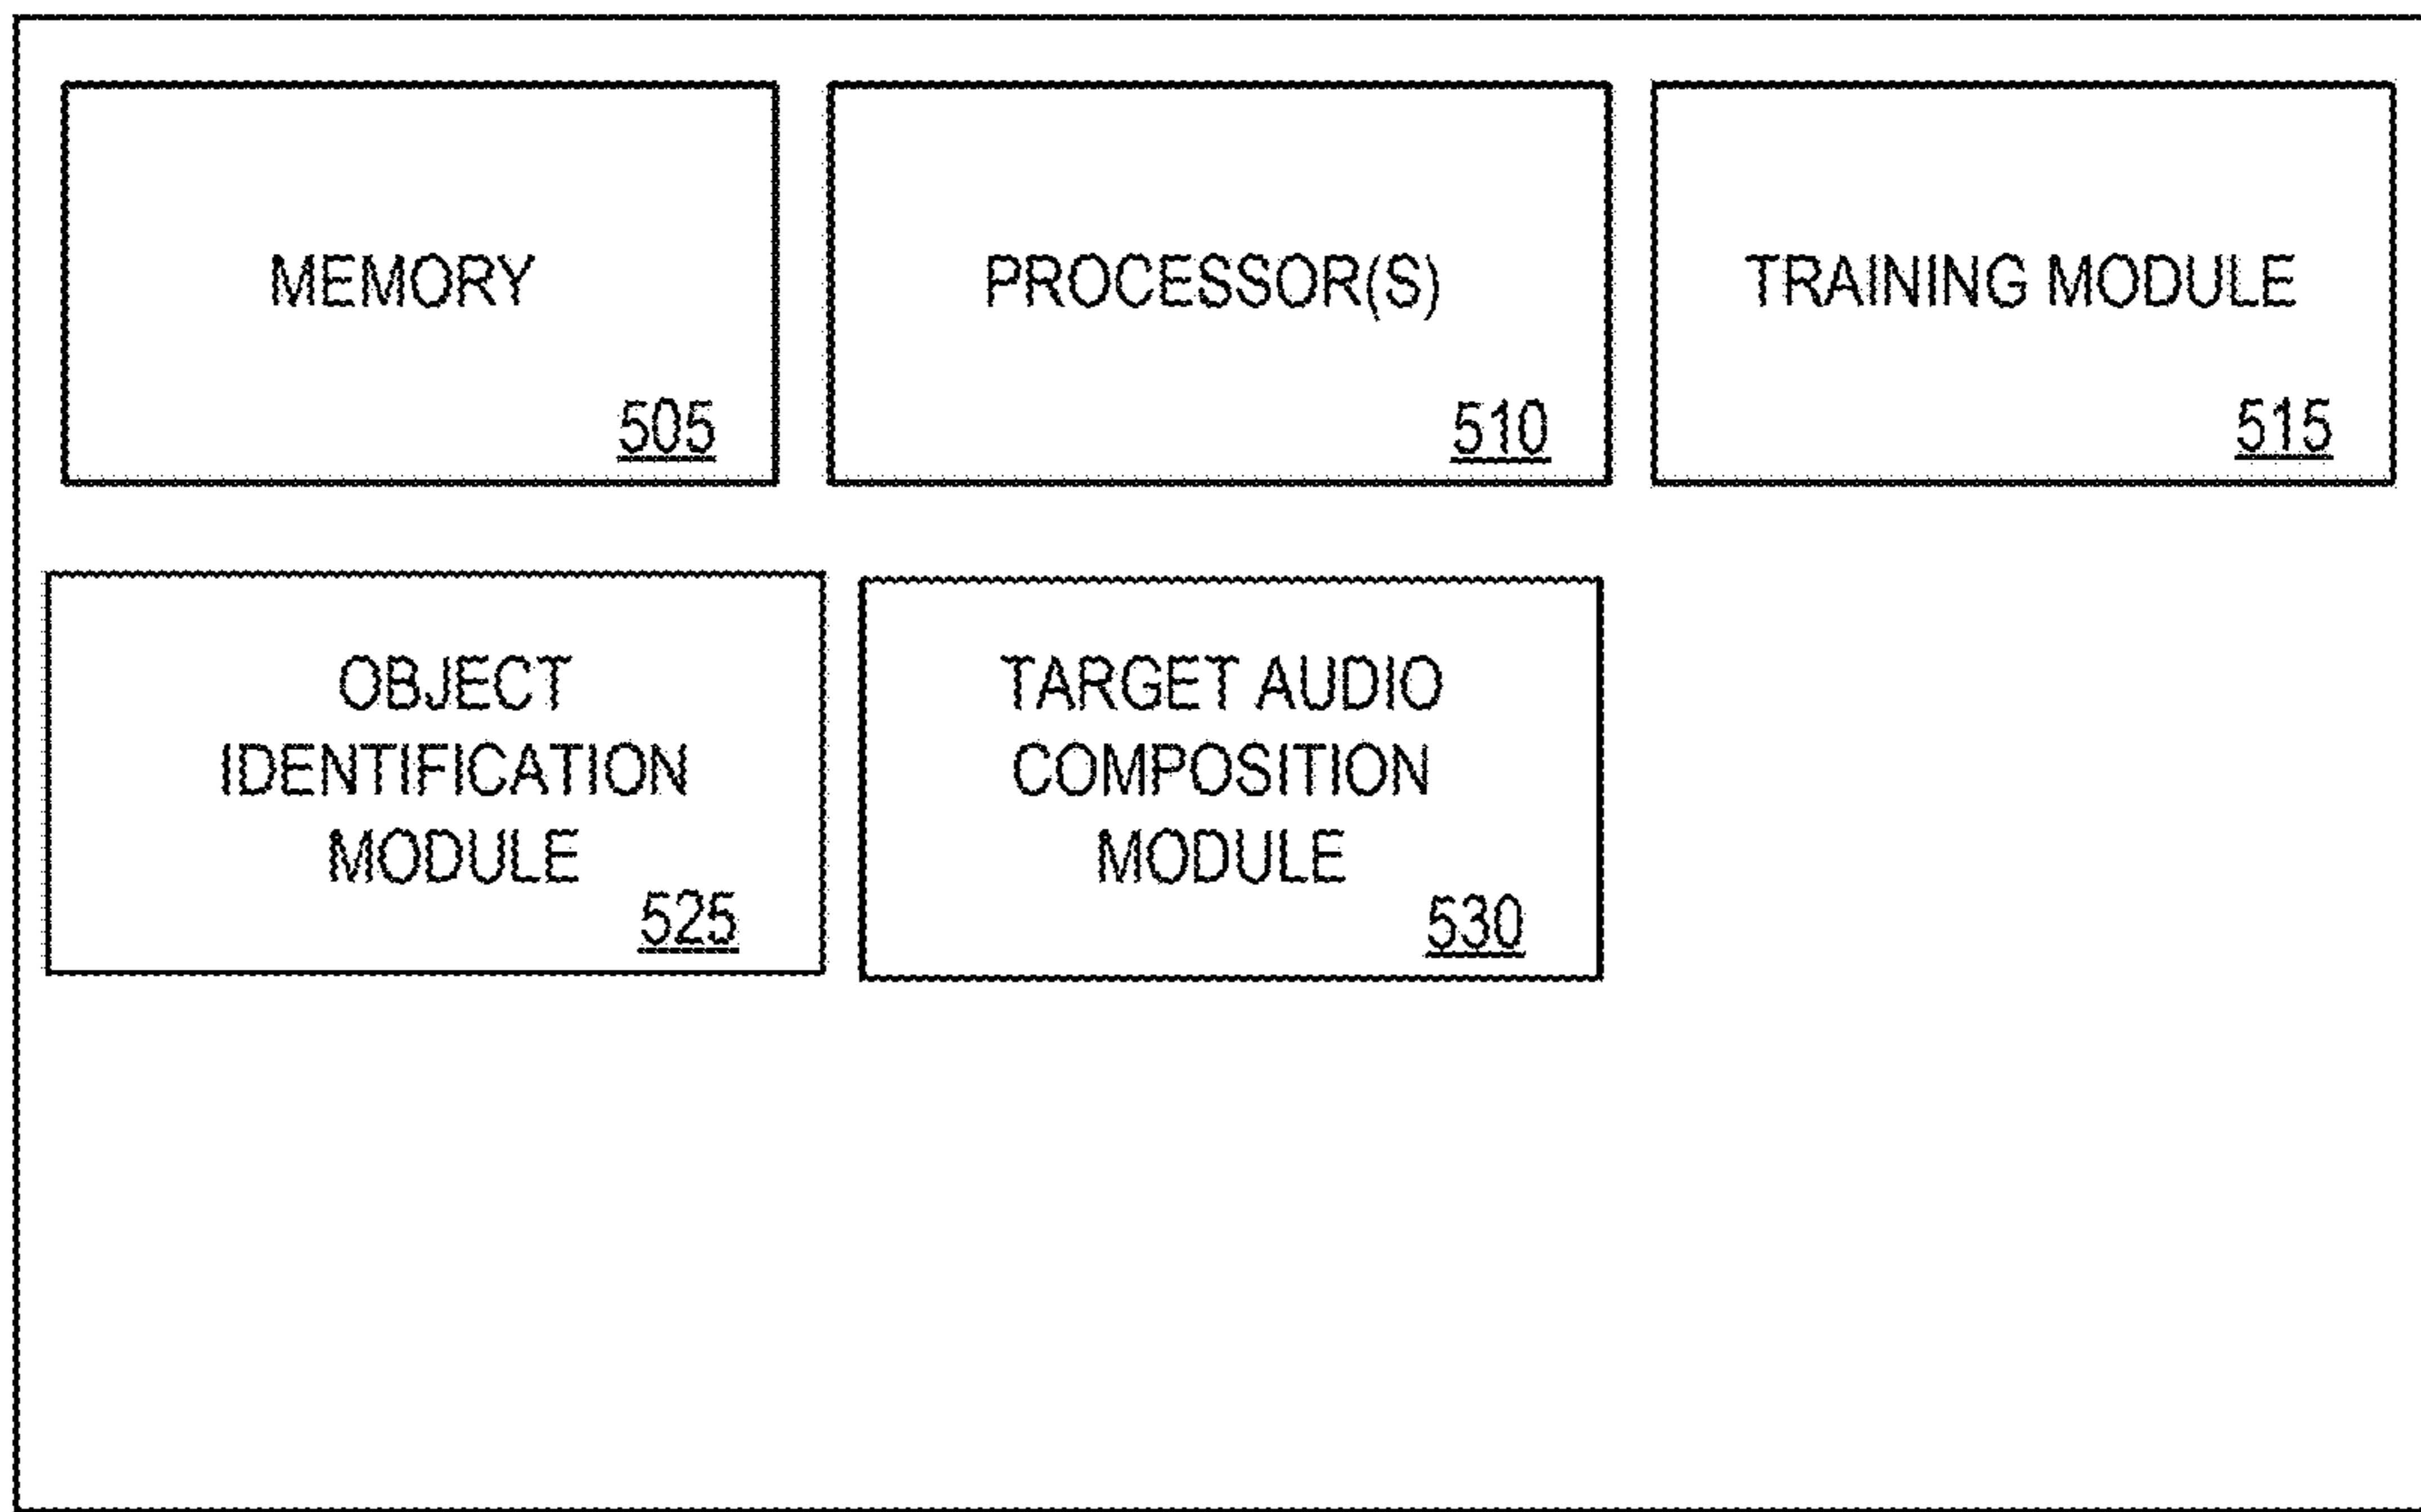 MEMORY
505
PROCESSOR(S)
510
TRAINING MODULE
515
OBJECT
IDENTIFICATION
MODULE
525
TARGET AUDIO
COMPOSITION
MODULE
530